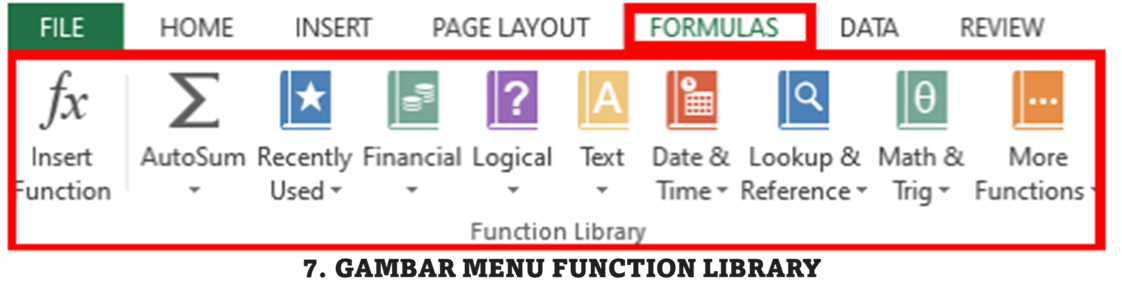 FILE HOME INSERT PAGE LAYOUT FORMULAS DATA REVIEW
fx Σ ? A θ
Insert AutoSum Recently Financial Logical Text Date & Lookup & Math & More
Function Used Time Reference Trig Functions
Function Library
7. GAMBAR MENU FUNCTION LIBRARY